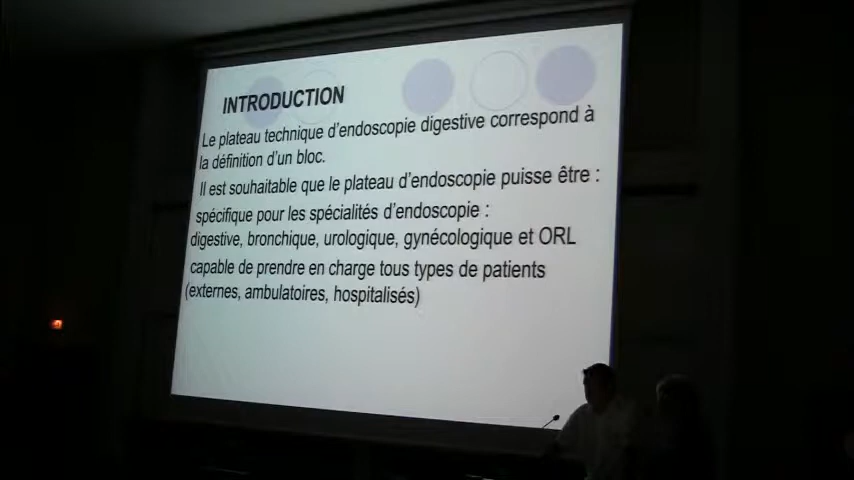 INTRODUCTION
Le plateau technique d'endoscopie digestive correspond à
la définition d'un bloc.
Il est souhaitable que le plateau d'endoscopie puisse être :
spécifique pour les spécialités d'endoscopie :
digestive, bronchique, urologique, gynécologique et ORL
capable de prendre en charge tous types de patients
(externes, ambulatoires, hospitalisés)